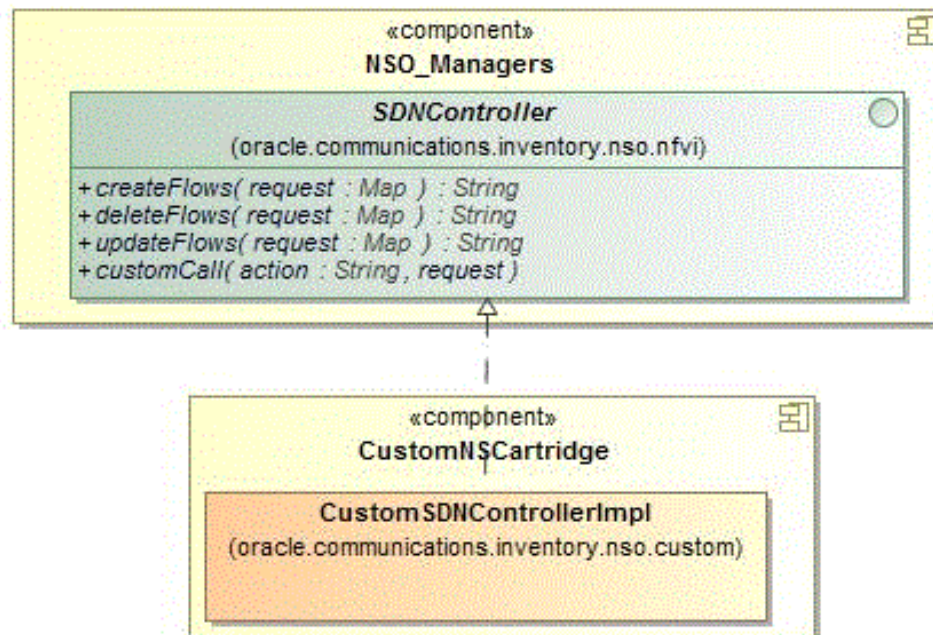 «component»
NSO_Managers
SDNController
(oracle.communications.inventory.nso.nfvi)
+createFlows( request : Map ) : String
+deleteFlows( request : Map ) : String
+updateFlows( request : Map ) : String
+customCall( action : String, request )
«component»
CustomNSCartridge
CustomSDNControllerImpl
(oracle.communications.inventory.nso.custom)